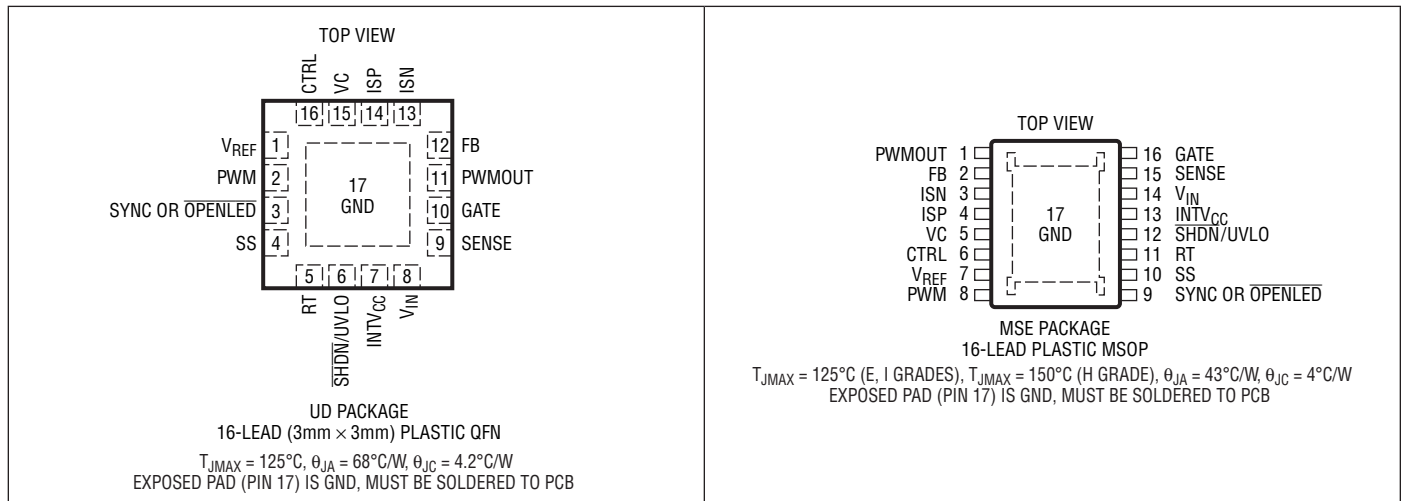 TOP VIEW
CTRL
VC
ISP
ISN
16 15 14 13
VREF 1
PWM 2
SYNC OR OPENLED 3
SS 4
17
GND
12 FB
11 PWMOUT
10 GATE
9 SENSE
5 6 7 8
RT
SHDN/UVLO
INTVCC
VIN
UD PACKAGE
16-LEAD (3mm × 3mm) PLASTIC QFN
TJMAX = 125°C, θJA = 68°C/W, θJC = 4.2°C/W
EXPOSED PAD (PIN 17) IS GND, MUST BE SOLDERED TO PCB
TOP VIEW
PWMOUT 1
FB 2
ISN 3
ISP 4
VC 5
CTRL 6
VREF 7
PWM 8
17
GND
16 GATE
15 SENSE
14 VIN
13 INTVCC
12 SHDN/UVLO
11 RT
10 SS
9 SYNC OR OPENLED
MSE PACKAGE
16-LEAD PLASTIC MSOP
TJMAX = 125°C (E, I GRADES), TJMAX = 150°C (H GRADE), θJA = 43°C/W, θJC = 4°C/W
EXPOSED PAD (PIN 17) IS GND, MUST BE SOLDERED TO PCB